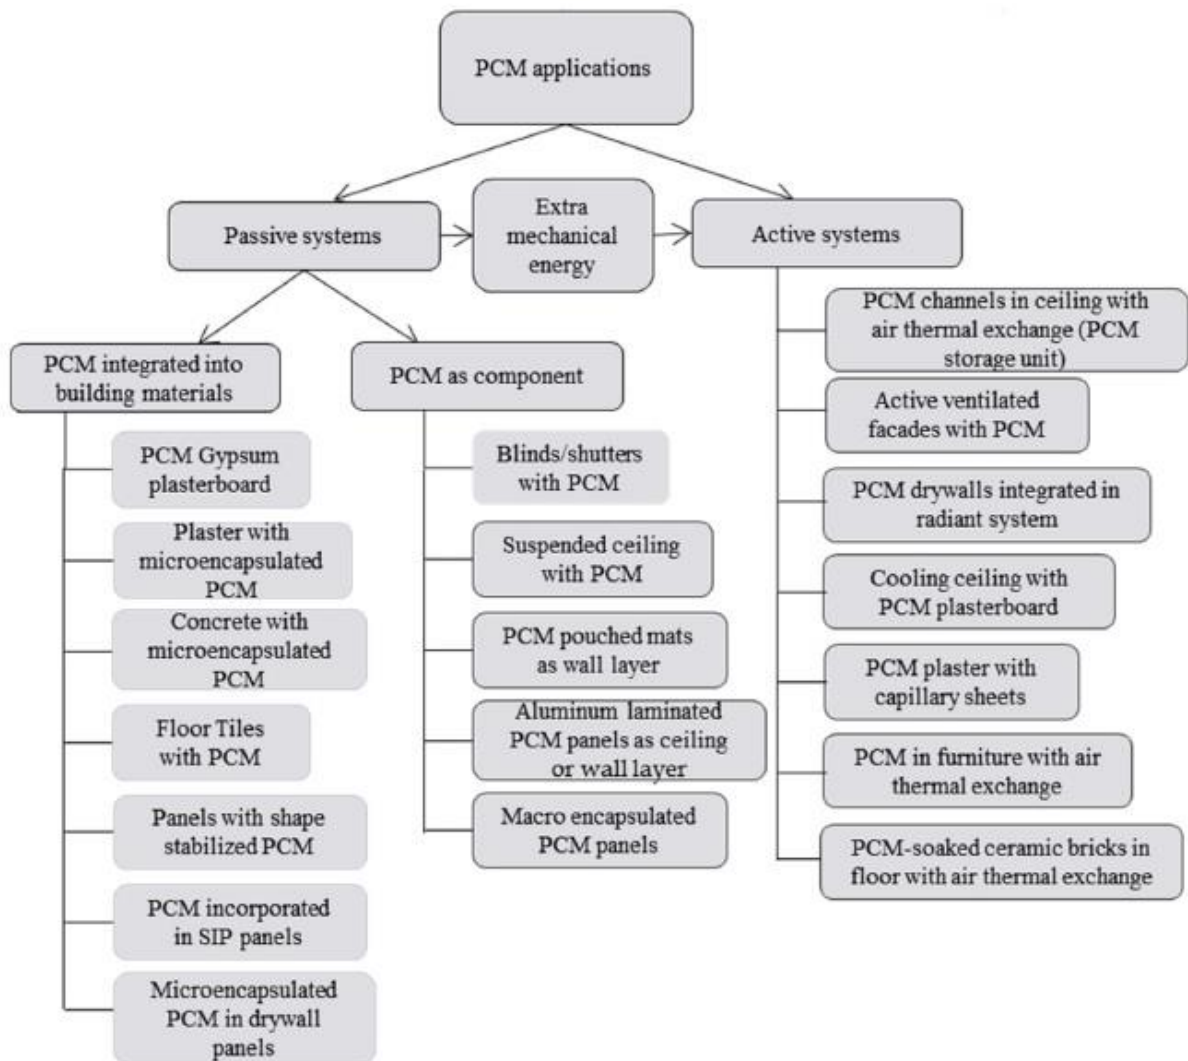 PCM applications
Passive systems
Extra
mechanical
energy
Active systems
PCM integrated into
building materials
PCM Gypsum
plasterboard
Plaster with
microencapsulated
PCM
Concrete with
microencapsulated
PCM
Floor Tiles
with PCM
Panels with shape
stabilized PCM
PCM incorporated
in SIP panels
Microencapsulated
PCM in drywall
panels
PCM as component
Blinds/shutters
with PCM
Suspended ceiling
with PCM
PCM pouched mats
as wall layer
Aluminum laminated
PCM panels as ceiling
or wall layer
Macro encapsulated
PCM panels
PCM channels in ceiling with
air thermal exchange (PCM
storage unit)
Active ventilated
facades with PCM
PCM drywalls integrated in
radiant system
Cooling ceiling with
PCM plasterboard
PCM plaster with
capillary sheets
PCM in furniture with air
thermal exchange
PCM-soaked ceramic bricks in
floor with air thermal exchange